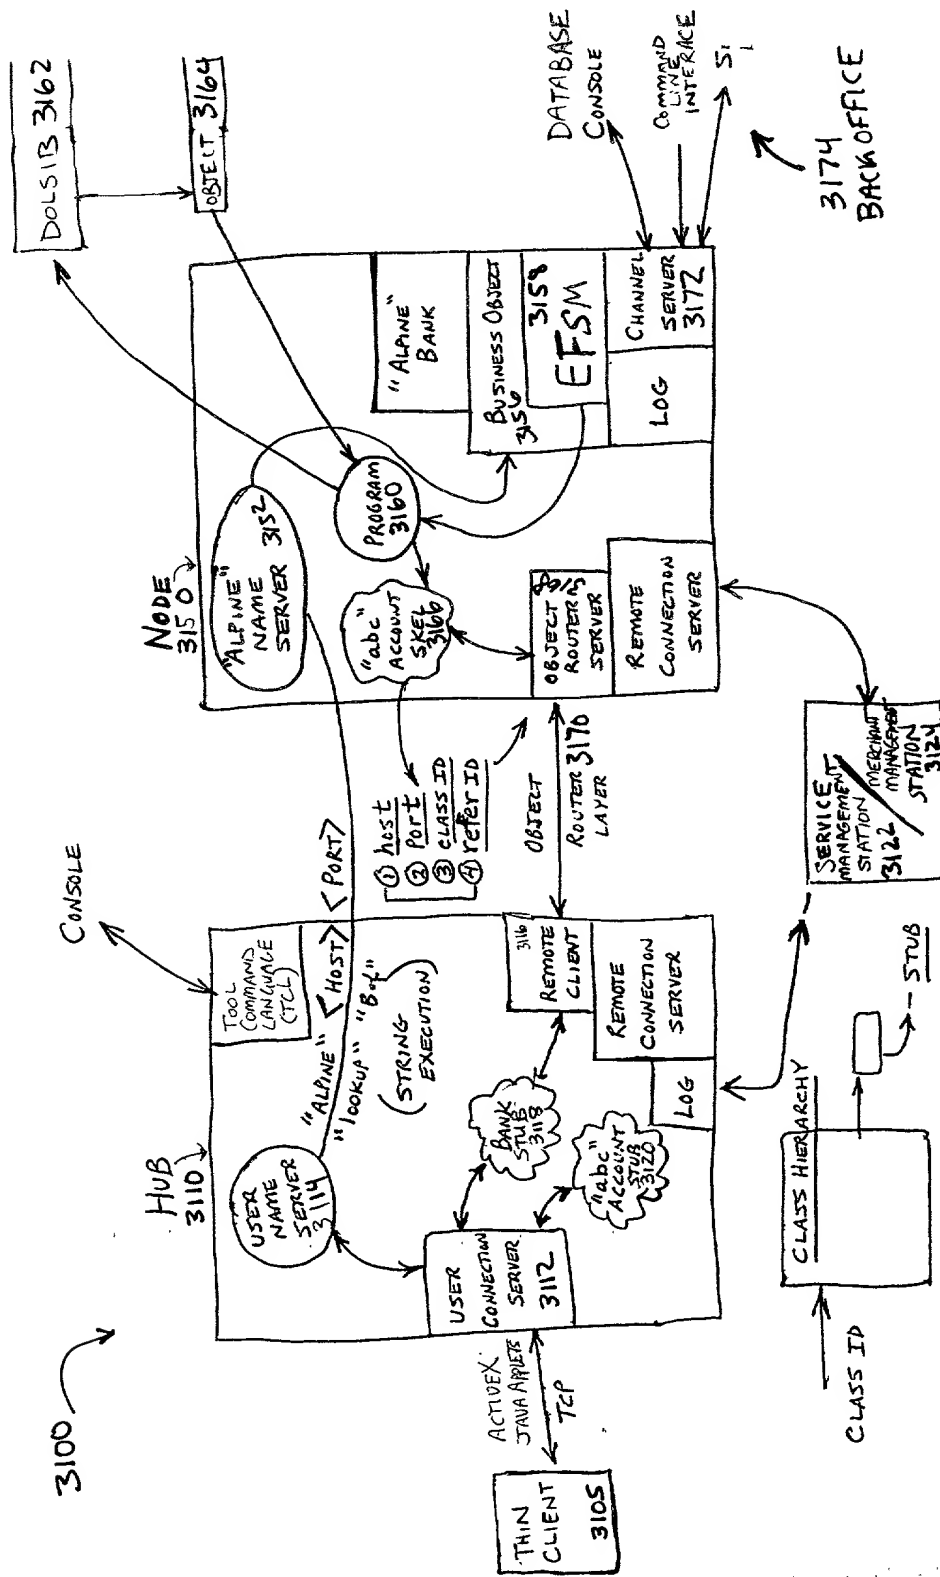 3100
THIN
CLIENT
3105
ACTIVEX
JAVA APPLETS
TCP
HUB
3110
USER
NAME
SERVER
3114
USER
CONNECTION
SERVER
3112
"ALPINE" <HOST> <PORT>
"lookup" "Bof"
(STRING
EXECUTION)
TOOL
COMMAND
LANGUAGE
(TCL)
CONSOLE
BANK
STUB
3118
"abc"
ACCOUNT
STUB
3120
3116
REMOTE
CLIENT
REMOTE
CONNECTION
SERVER
LOG
① host
② Port
③ CLASS ID
④ refer ID
OBJECT
ROUTER 3170
LAYER
NODE
3150
"ALPINE"
NAME
SERVER 3152
PROGRAM
3160
"abc"
ACCOUNT
SKEL
3166
OBJECT
ROUTER
SERVER
REMOTE
CONNECTION
SERVER
"ALPINE"
BANK
BUSINESS OBJECT
3156
3158
EFSM
LOG
CHANNEL
SERVER
3172
DOLSIB 3162
OBJECT 3164
DATABASE
CONSOLE
COMMAND
LINE
INTERFACE
3174
BACK OFFICE
SERVICE
MANAGEMENT
STATION
3122
MERCHANT
MANAGEMENT
STATION
3124
CLASS ID
CLASS HIERARCHY
STUB